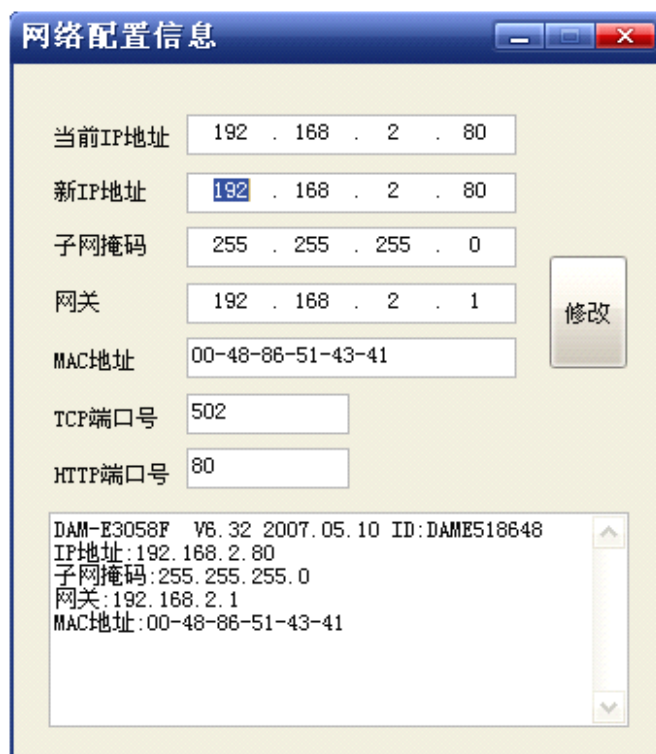 网络配置信息
当前IP地址 192 . 168 . 2 . 80
新IP地址 192 . 168 . 2 . 80
子网掩码 255 . 255 . 255 . 0
网关 192 . 168 . 2 . 1
修改
MAC地址 00-48-86-51-43-41
TCP端口号 502
HTTP端口号 80
DAM-E3058F V6.32 2007.05.10 ID:DAME518648
IP地址:192.168.2.80
子网掩码:255.255.255.0
网关:192.168.2.1
MAC地址:00-48-86-51-43-41